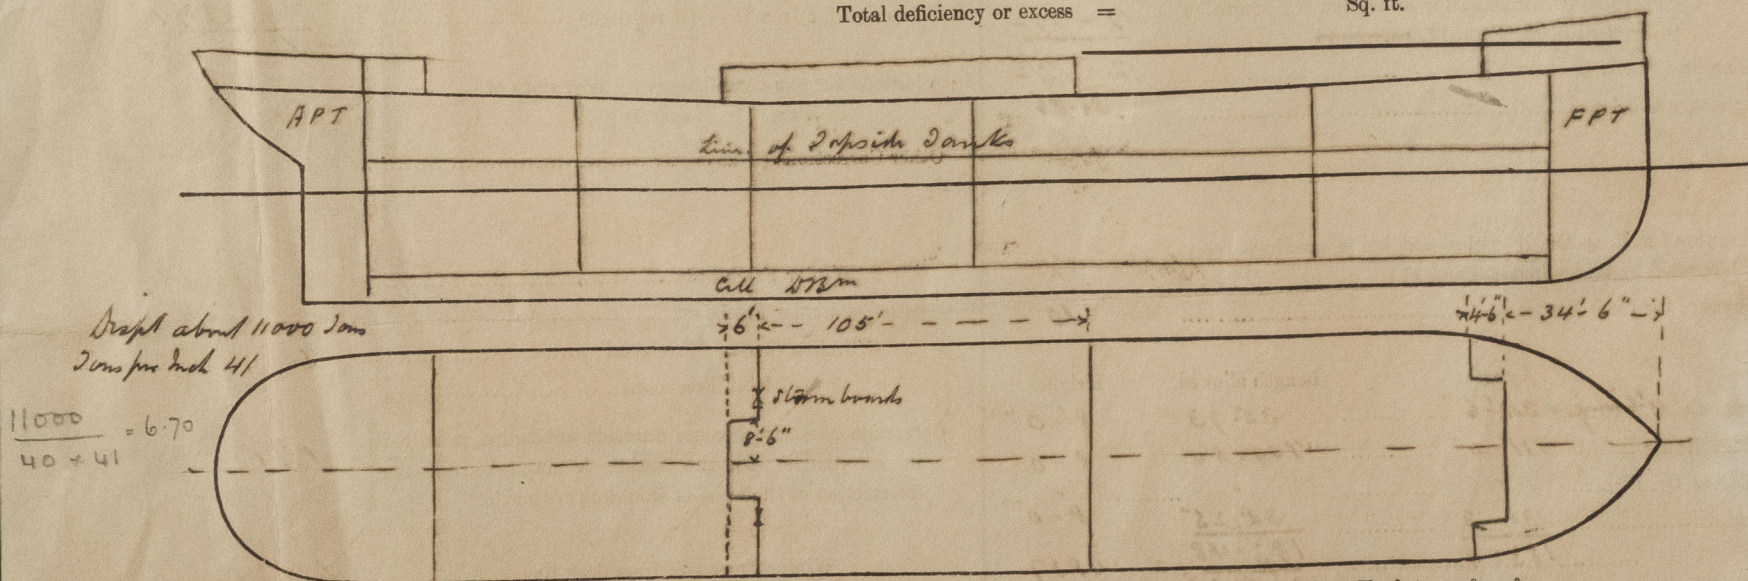 Total deficiency or excess = Sq. ft.
APT
FPT
of Topside Tanks
Cell DBm
Displt about 11000 Tons
Tons per Inch 41
6' 105' 4'-6" 34'-6"
Storm boards
8'-6"
11000
40 × 41
= 6.70